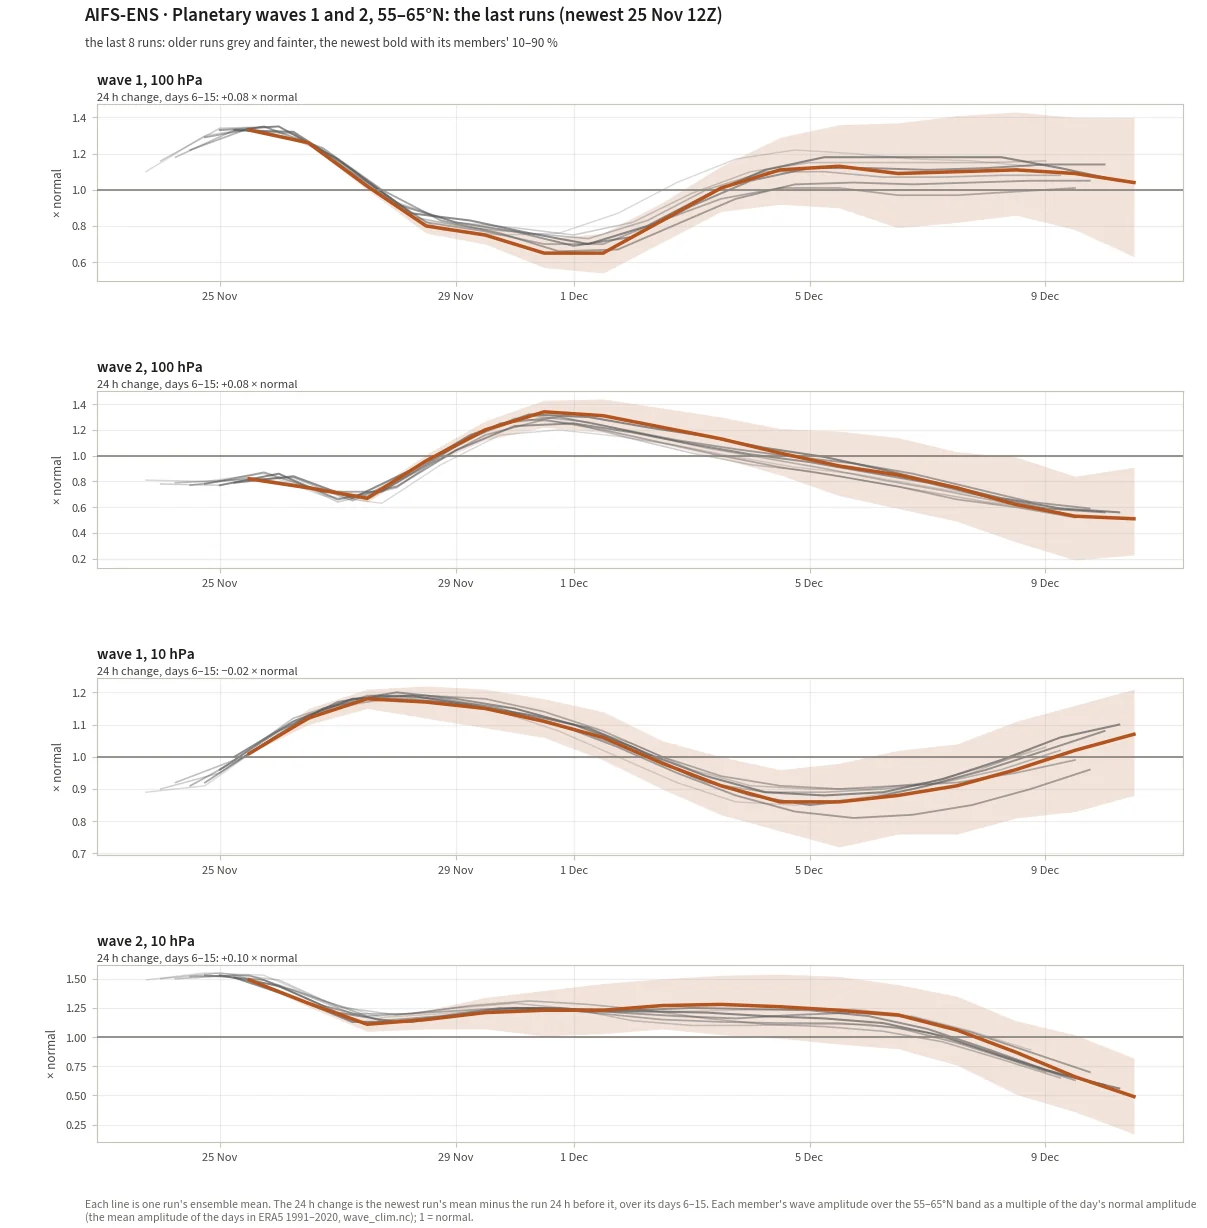 AIFS-ENS · Planetary waves 1 and 2, 55–65°N: the last runs (newest 25 Nov 12Z)
the last 8 runs: older runs grey and fainter, the newest bold with its members' 10–90 %
wave 1, 100 hPa
24 h change, days 6–15: +0.08 × normal
1.4
1.2
1.0
0.8
0.6
× normal
25 Nov 29 Nov 1 Dec 5 Dec 9 Dec
wave 2, 100 hPa
24 h change, days 6–15: +0.08 × normal
1.4
1.2
1.0
0.8
0.6
0.4
0.2
× normal
25 Nov 29 Nov 1 Dec 5 Dec 9 Dec
wave 1, 10 hPa
24 h change, days 6–15: −0.02 × normal
1.2
1.1
1.0
0.9
0.8
0.7
× normal
25 Nov 29 Nov 1 Dec 5 Dec 9 Dec
wave 2, 10 hPa
24 h change, days 6–15: +0.10 × normal
1.50
1.25
1.00
0.75
0.50
0.25
× normal
25 Nov 29 Nov 1 Dec 5 Dec 9 Dec
Each line is one run's ensemble mean. The 24 h change is the newest run's mean minus the run 24 h before it, over its days 6–15. Each member's wave amplitude over the 55–65°N band as a multiple of the day's normal amplitude
(the mean amplitude of the days in ERA5 1991–2020, wave_clim.nc); 1 = normal.